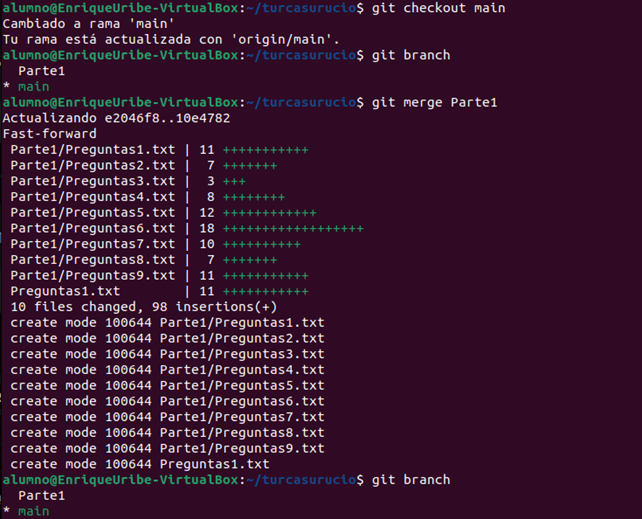 alumno@EnriqueUribe-VirtualBox:~/turcasurucio$ git checkout main
Cambiado a rama 'main'
Tu rama está actualizada con 'origin/main'.
alumno@EnriqueUribe-VirtualBox:~/turcasurucio$ git branch
  Parte1
* main
alumno@EnriqueUribe-VirtualBox:~/turcasurucio$ git merge Parte1
Actualizando e2046f8..10e4782
Fast-forward
 Parte1/Preguntas1.txt | 11 +++++++++++
 Parte1/Preguntas2.txt |  7 +++++++
 Parte1/Preguntas3.txt |  3 +++
 Parte1/Preguntas4.txt |  8 ++++++++
 Parte1/Preguntas5.txt | 12 ++++++++++++
 Parte1/Preguntas6.txt | 18 ++++++++++++++++++
 Parte1/Preguntas7.txt | 10 ++++++++++
 Parte1/Preguntas8.txt |  7 +++++++
 Parte1/Preguntas9.txt | 11 +++++++++++
 Preguntas1.txt        | 11 +++++++++++
 10 files changed, 98 insertions(+)
 create mode 100644 Parte1/Preguntas1.txt
 create mode 100644 Parte1/Preguntas2.txt
 create mode 100644 Parte1/Preguntas3.txt
 create mode 100644 Parte1/Preguntas4.txt
 create mode 100644 Parte1/Preguntas5.txt
 create mode 100644 Parte1/Preguntas6.txt
 create mode 100644 Parte1/Preguntas7.txt
 create mode 100644 Parte1/Preguntas8.txt
 create mode 100644 Parte1/Preguntas9.txt
 create mode 100644 Preguntas1.txt
alumno@EnriqueUribe-VirtualBox:~/turcasurucio$ git branch
  Parte1
* main